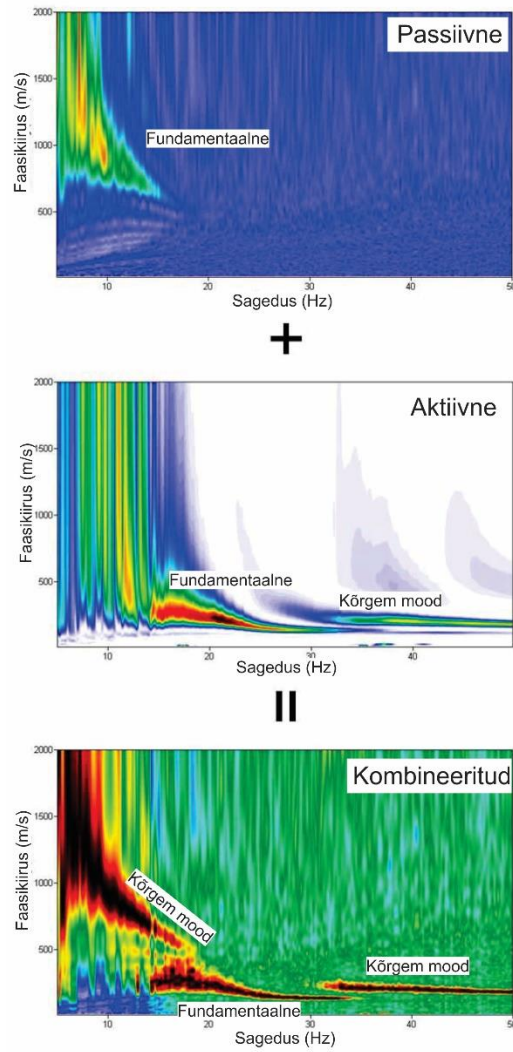 Passiivne
Fundamentaalne
Faasikiirus (m/s)
2000
1500
1000
500
10
20
30
40
50
Sagedus (Hz)
+
Aktiivne
Fundamentaalne
Kõrgem mood
Faasikiirus (m/s)
2000
1500
1000
500
10
20
30
40
Sagedus (Hz)
=
Kombineeritud
Kõrgem mood
Kõrgem mood
Fundamentaalne
Faasikiirus (m/s)
2000
1500
1000
500
10
20
30
40
50
Sagedus (Hz)